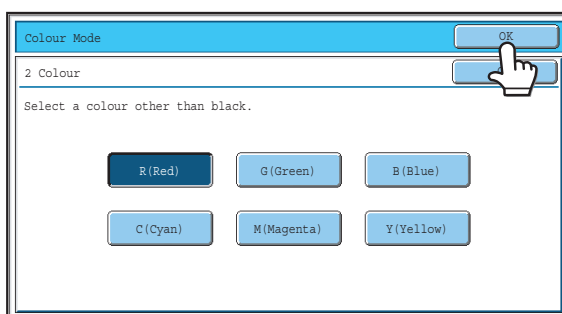 Colour Mode
OK
2 Colour
Select a colour other than black.
R(Red) G(Green) B(Blue)
C(Cyan) M(Magenta) Y(Yellow)